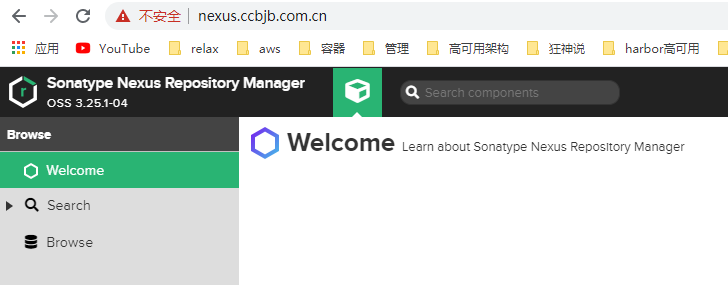 不安全 | nexus.ccbjb.com.cn
应用 YouTube relax aws 容器 管理 高可用架构 狂神说 harbor高可用
Sonatype Nexus Repository Manager
OSS 3.25.1-04
Search components
Browse
Welcome
Search
Browse
Welcome Learn about Sonatype Nexus Repository Manager